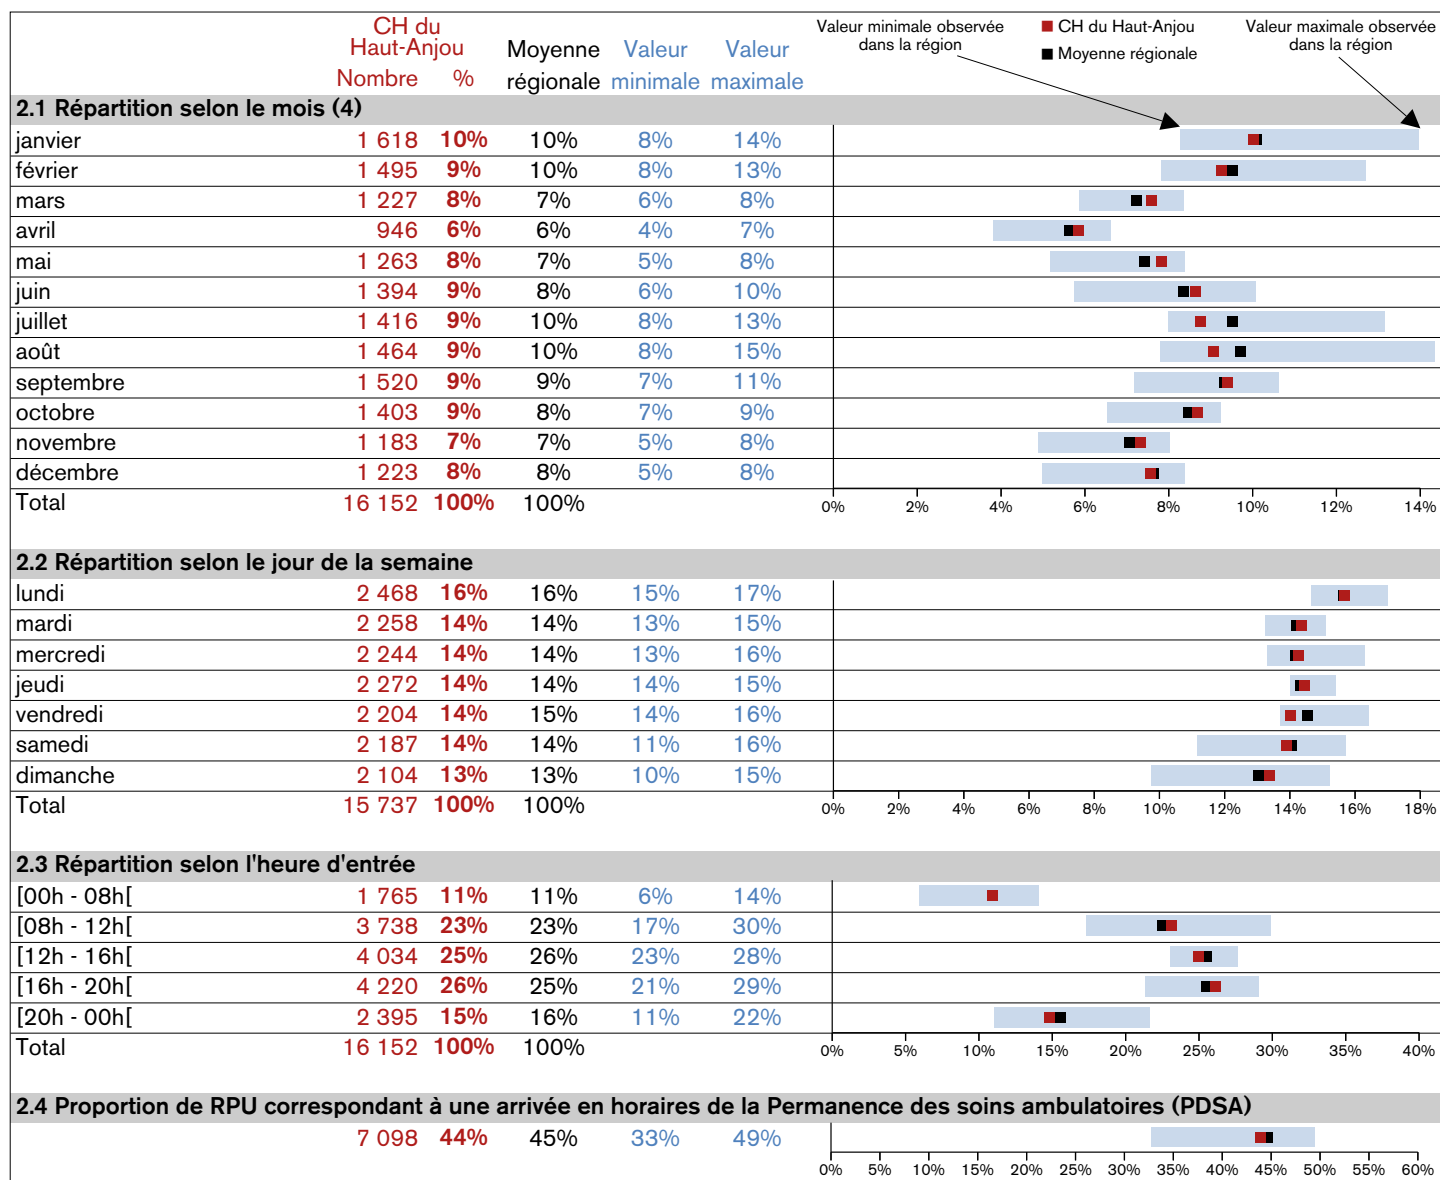 CH du Haut-Anjou Moyenne régionale Valeur minimale Valeur maximale
Nombre %
Valeur minimale observée dans la région
CH du Haut-Anjou
Moyenne régionale
Valeur maximale observée dans la région
2.1 Répartition selon le mois (4)
janvier 1 618 10% 10% 8% 14%
février 1 495 9% 10% 8% 13%
mars 1 227 8% 7% 6% 8%
avril 946 6% 6% 4% 7%
mai 1 263 8% 7% 5% 8%
juin 1 394 9% 8% 6% 10%
juillet 1 416 9% 10% 8% 13%
août 1 464 9% 10% 8% 15%
septembre 1 520 9% 9% 7% 11%
octobre 1 403 9% 8% 7% 9%
novembre 1 183 7% 7% 5% 8%
décembre 1 223 8% 8% 5% 8%
Total 16 152 100% 100%
0% 2% 4% 6% 8% 10% 12% 14%
2.2 Répartition selon le jour de la semaine
lundi 2 468 16% 16% 15% 17%
mardi 2 258 14% 14% 13% 15%
mercredi 2 244 14% 14% 13% 16%
jeudi 2 272 14% 14% 14% 15%
vendredi 2 204 14% 15% 14% 16%
samedi 2 187 14% 14% 11% 16%
dimanche 2 104 13% 13% 10% 15%
Total 15 737 100% 100%
0% 2% 4% 6% 8% 10% 12% 14% 16% 18%
2.3 Répartition selon l'heure d'entrée
[00h - 08h[ 1 765 11% 11% 6% 14%
[08h - 12h[ 3 738 23% 23% 17% 30%
[12h - 16h[ 4 034 25% 26% 23% 28%
[16h - 20h[ 4 220 26% 25% 21% 29%
[20h - 00h[ 2 395 15% 16% 11% 22%
Total 16 152 100% 100%
0% 5% 10% 15% 20% 25% 30% 35% 40%
2.4 Proportion de RPU correspondant à une arrivée en horaires de la Permanence des soins ambulatoires (PDSA)
7 098 44% 45% 33% 49%
0% 5% 10% 15% 20% 25% 30% 35% 40% 45% 50% 55% 60%